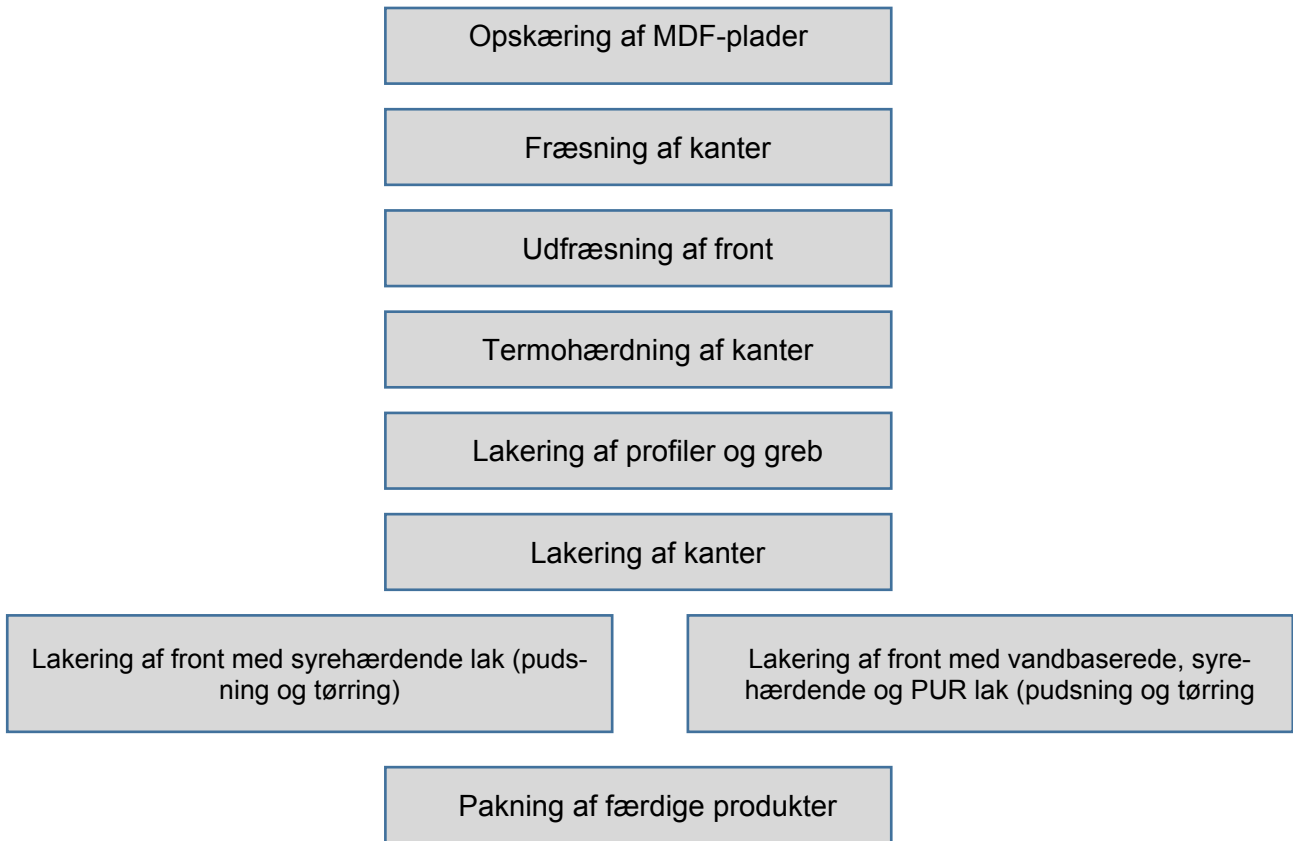 Opskæring af MDF-plader
Fræsning af kanter
Udfræsning af front
Termohærdning af kanter
Lakering af profiler og greb
Lakering af kanter
Lakering af front med syrehærdende lak (puds-
ning og tørring)
Lakering af front med vandbaserede, syre-
hærdende og PUR lak (pudsning og tørring
Pakning af færdige produkter